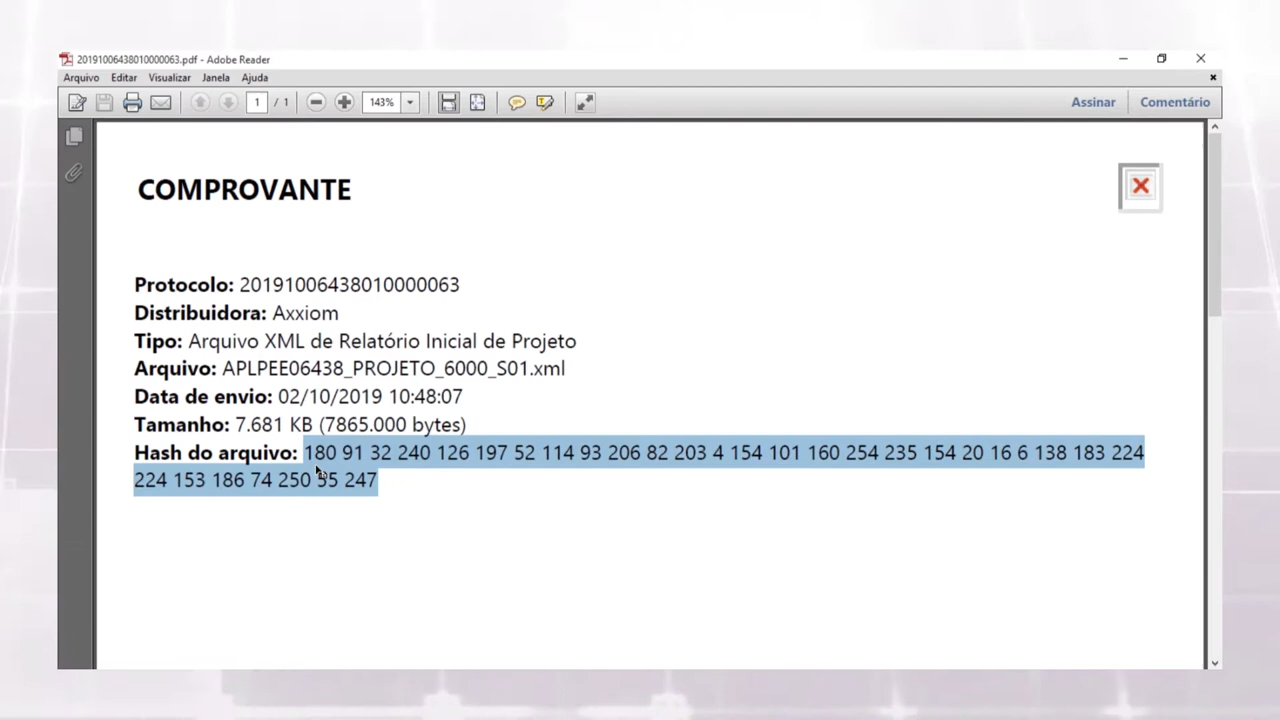 201910064380100000063.pdf - Adobe Reader
Arquivo Editar Visualizar Janela Ajuda
1 / 1 143% Assinar Comentário
COMPROVANTE
Protocolo: 20191006438010000063
Distribuidora: Axxiom
Tipo: Arquivo XML de Relatório Inicial de Projeto
Arquivo: APLPEE06438_PROJETO_6000_S01.xml
Data de envio: 02/10/2019 10:48:07
Tamanho: 7.681 KB (7865.000 bytes)
Hash do arquivo: 180 91 32 240 126 197 52 114 93 206 82 203 4 154 101 160 254 235 154 20 16 6 138 183 224
224 153 186 74 250 247